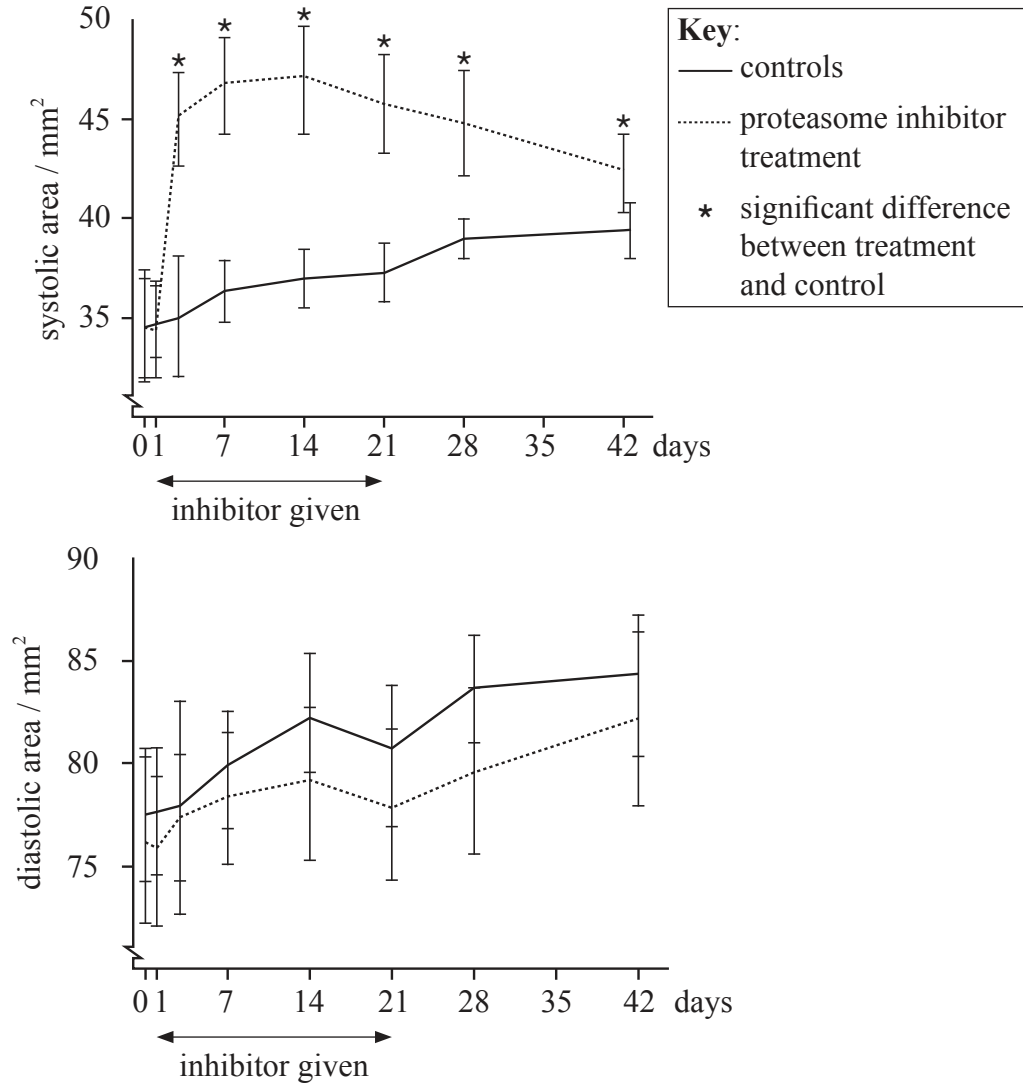 50
45
40
35
systolic area / mm²
* * * * * *
0 1 7 14 21 28 35 42 days
inhibitor given
Key:
controls
proteasome inhibitor
treatment
* significant difference
between treatment
and control
90
85
80
75
diastolic area / mm²
0 1 7 14 21 28 35 42 days
inhibitor given